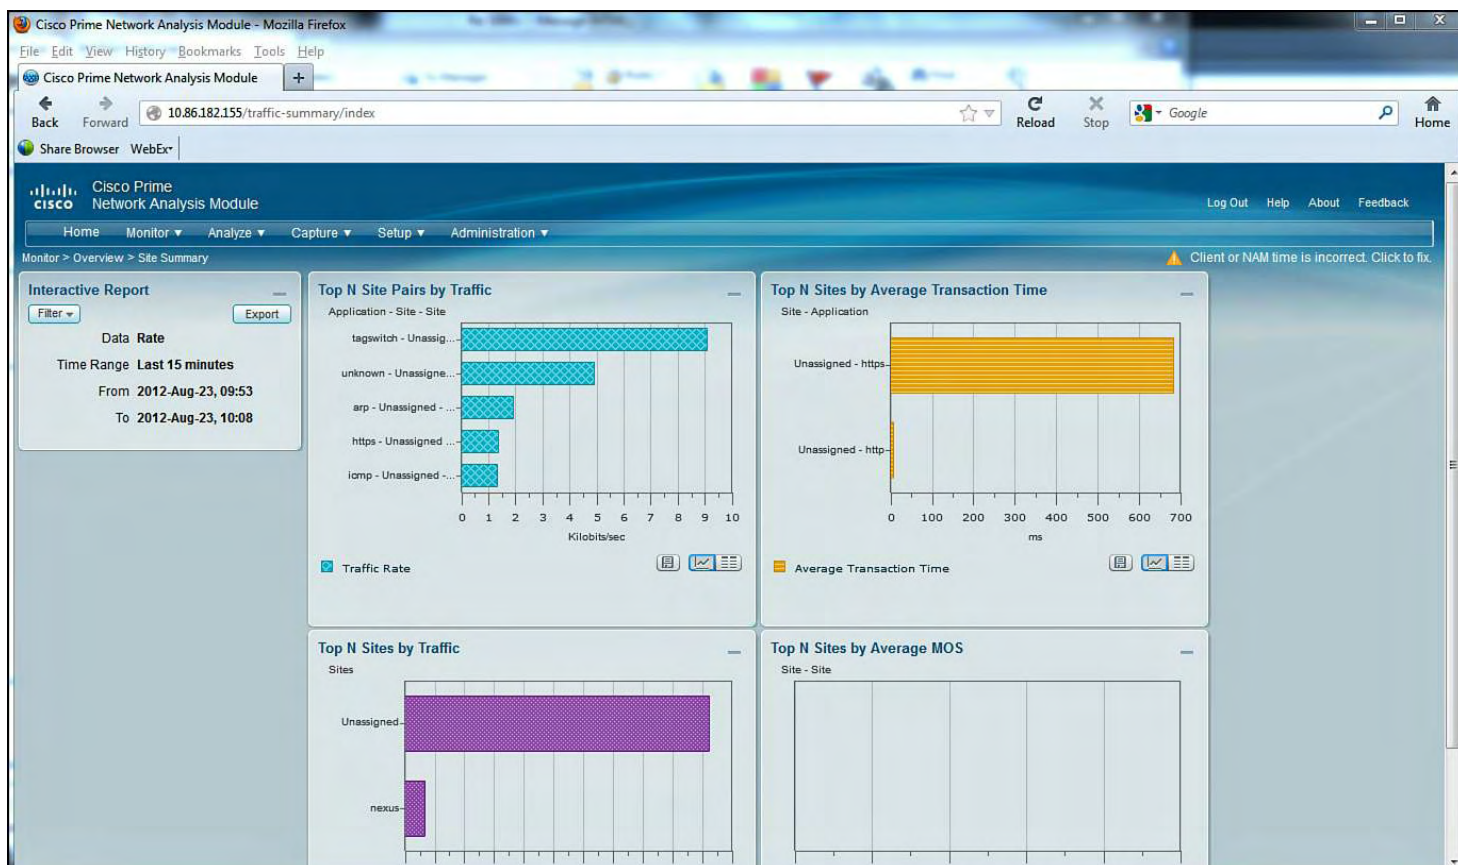 Cisco Prime Network Analysis Module - Mozilla Firefox
File Edit View History Bookmarks Tools Help
Cisco Prime Network Analysis Module +
Back Forward 10.86.182.155/traffic-summary/index Reload Stop Google Home
Share Browser WebEx
cisco Cisco Prime
Network Analysis Module
Log Out Help About Feedback
Home Monitor Analyze Capture Setup Administration
Monitor > Overview > Site Summary
Client or NAM time is incorrect. Click to fix.
Interactive Report
Filter Export
Data Rate
Time Range Last 15 minutes
From 2012-Aug-23, 09:53
To 2012-Aug-23, 10:08
Top N Site Pairs by Traffic
Application - Site - Site
tagswitch - Unassig...
unknown - Unassigne...
arp - Unassigned - ...
https - Unassigned ...
icmp - Unassigned -...
0 1 2 3 4 5 6 7 8 9 10
Kilobits/sec
Traffic Rate
Top N Sites by Average Transaction Time
Site - Application
Unassigned - https
Unassigned - http
0 100 200 300 400 500 600 700
ms
Average Transaction Time
Top N Sites by Traffic
Sites
Unassigned
nexus
Top N Sites by Average MOS
Site - Site